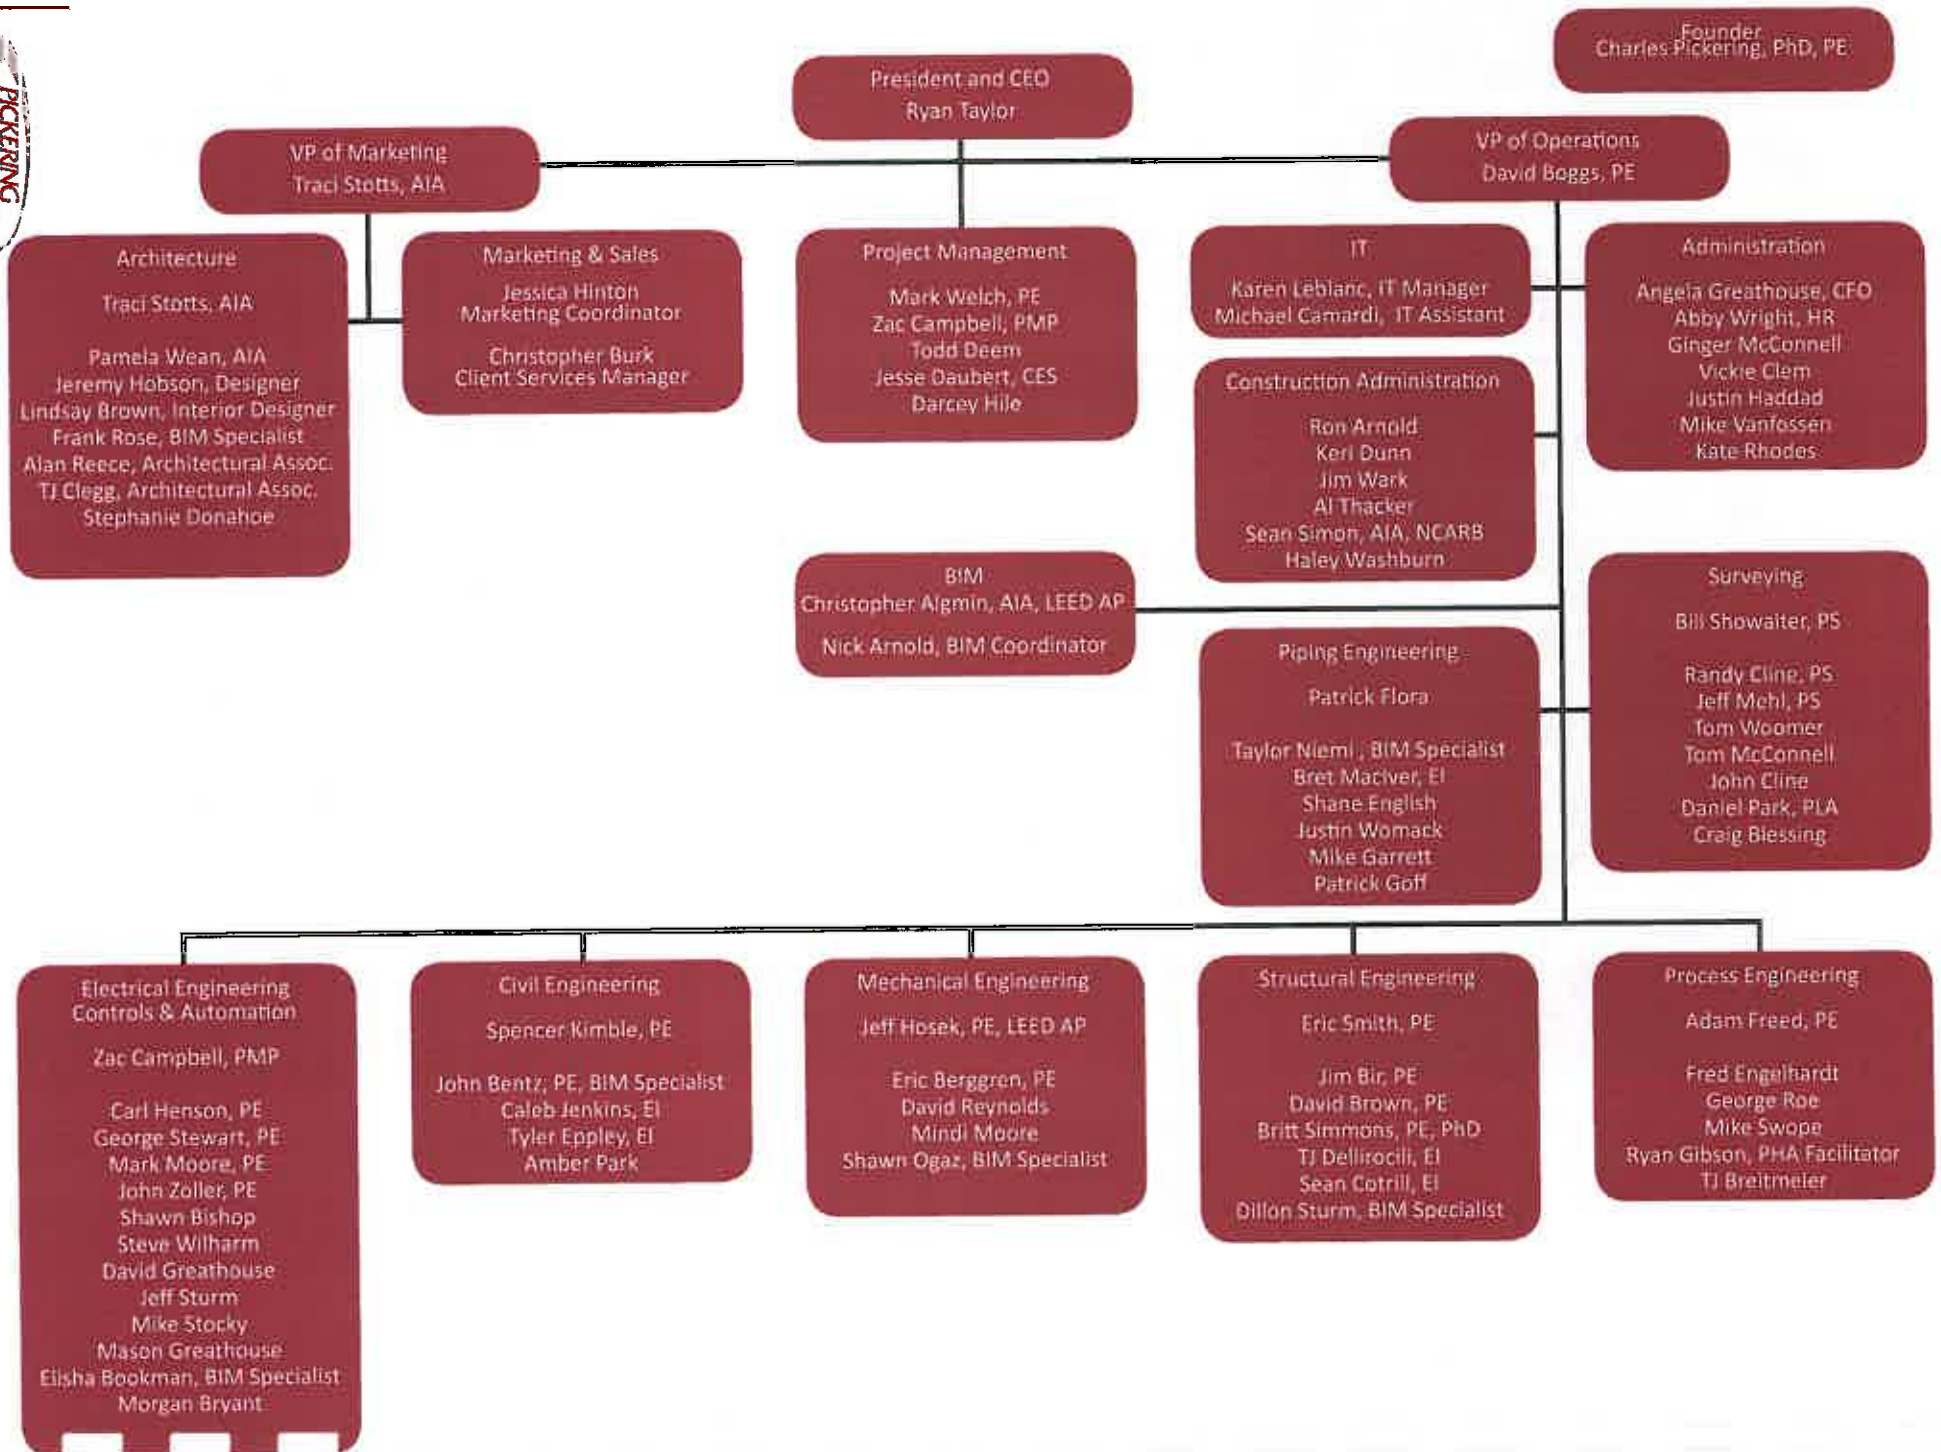 PICKERING
Founder
Charles Pickering, PhD, PE
President and CEO
Ryan Taylor
VP of Marketing
Traci Stotts, AIA
VP of Operations
David Boggs, PE
Architecture
Traci Stotts, AIA
Pamela Wean, AIA
Jeremy Hobson, Designer
Lindsay Brown, Interior Designer
Frank Rose, BIM Specialist
Alan Reece, Architectural Assoc.
TJ Clegg, Architectural Assoc.
Stephanie Donahoe
Marketing & Sales
Jessica Hinton
Marketing Coordinator
Christopher Burk
Client Services Manager
Project Management
Mark Welch, PE
Zac Campbell, PMP
Todd Deem
Jesse Daubert, CES
Darcey Hile
IT
Karen Leblanc, IT Manager
Michael Camardi, IT Assistant
Administration
Angela Greathouse, CFO
Abby Wright, HR
Ginger McConnell
Vickie Clem
Justin Haddad
Mike Vanfossen
Kate Rhodes
Construction Administration
Ron Arnold
Keri Dunn
Jim Wark
Al Thacker
Sean Simon, AIA, NCARB
Haley Washburn
BIM
Christopher Algmin, AIA, LEED AP
Nick Arnold, BIM Coordinator
Piping Engineering
Patrick Flora
Taylor Niemi , BIM Specialist
Bret MacIver, EI
Shane English
Justin Womack
Mike Garrett
Patrick Goff
Surveying
Bill Showalter, PS
Randy Cline, PS
Jeff Mehl, PS
Tom Woomer
Tom McConnell
John Cline
Daniel Park, PLA
Craig Blessing
Electrical Engineering
Controls & Automation
Zac Campbell, PMP
Carl Henson, PE
George Stewart, PE
Mark Moore, PE
John Zoller, PE
Shawn Bishop
Steve Wilharm
David Greathouse
Jeff Sturm
Mike Stocky
Mason Greathouse
Elisha Bookman, BIM Specialist
Morgan Bryant
Civil Engineering
Spencer Kimble, PE
John Bentz, PE, BIM Specialist
Caleb Jenkins, EI
Tyler Eppley, EI
Amber Park
Mechanical Engineering
Jeff Hosek, PE, LEED AP
Eric Berggren, PE
David Reynolds
Mindi Moore
Shawn Ogaz, BIM Specialist
Structural Engineering
Eric Smith, PE
Jim Bir, PE
David Brown, PE
Britt Simmons, PE, PhD
TJ Dellirocili, EI
Sean Cotrill, EI
Dillon Sturm, BIM Specialist
Process Engineering
Adam Freed, PE
Fred Engelhardt
George Roe
Mike Swope
Ryan Gibson, PHA Facilitator
TJ Breitmeier